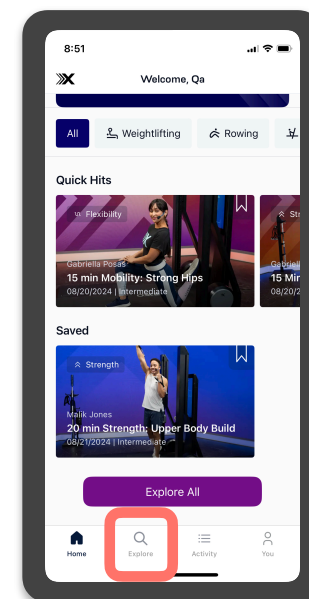 8:51
Welcome, Qa
All
Weightlifting
Rowing
Quick Hits
Flexibility
Gabriella Posas
15 min Mobility: Strong Hips
08/20/2024 | Intermediate
Saved
Strength
Malik Jones
20 min Strength: Upper Body Build
08/21/2024 | Intermediate
Explore All
Home
Explore
Activity
You